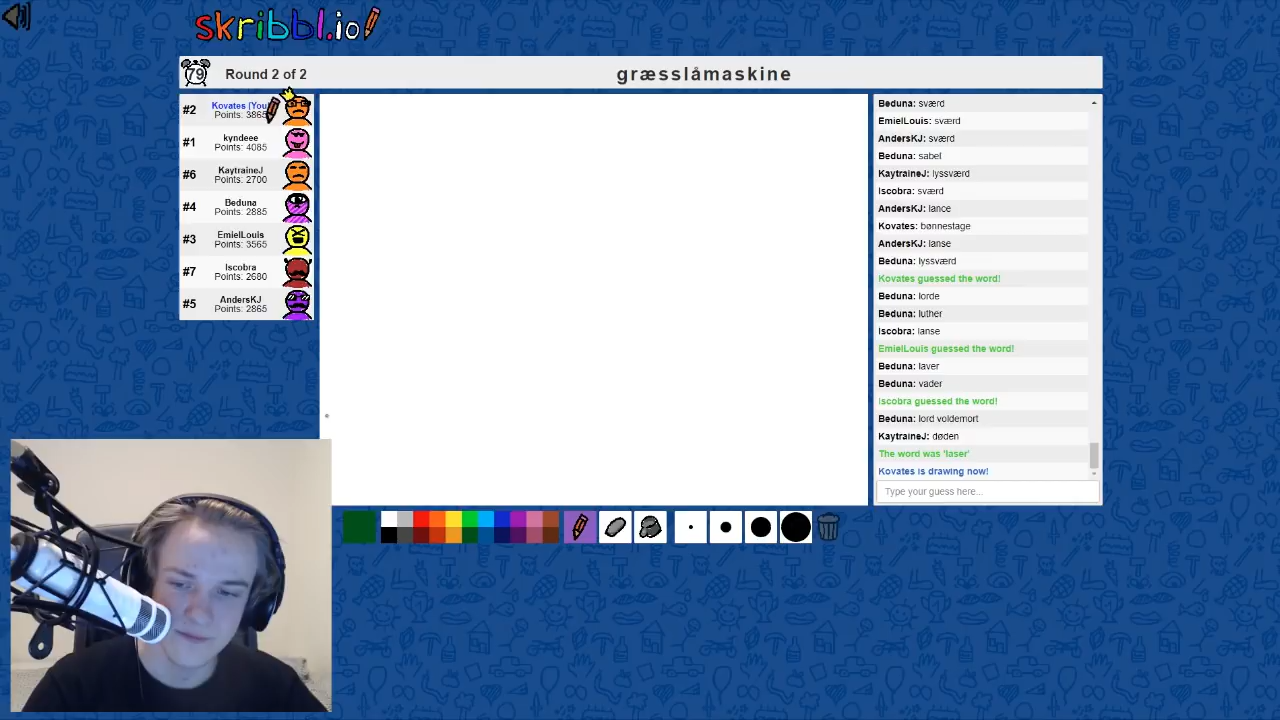 skribbl.io
79
Round 2 of 2
græsslåmaskine
#2
Kovates (You
Points: 3865
#1
kyndeee
Points: 4085
#6
KaytraineJ
Points: 2700
#4
Beduna
Points: 2885
#3
EmielLouis
Points: 3565
#7
Iscobra
Points: 2680
#5
AndersKJ
Points: 2865
Beduna: sværd
EmielLouis: sværd
AndersKJ: sværd
Beduna: sabel
KaytraineJ: lyssværd
Iscobra: sværd
AndersKJ: lance
Kovates: bønnestage
AndersKJ: lanse
Beduna: lyssværd
Kovates guessed the word!
Beduna: lorde
Beduna: luther
Iscobra: lanse
EmielLouis guessed the word!
Beduna: laver
Beduna: vader
Iscobra guessed the word!
Beduna: lord voldemort
KaytraineJ: døden
The word was 'laser'
Kovates is drawing now!
Type your guess here...